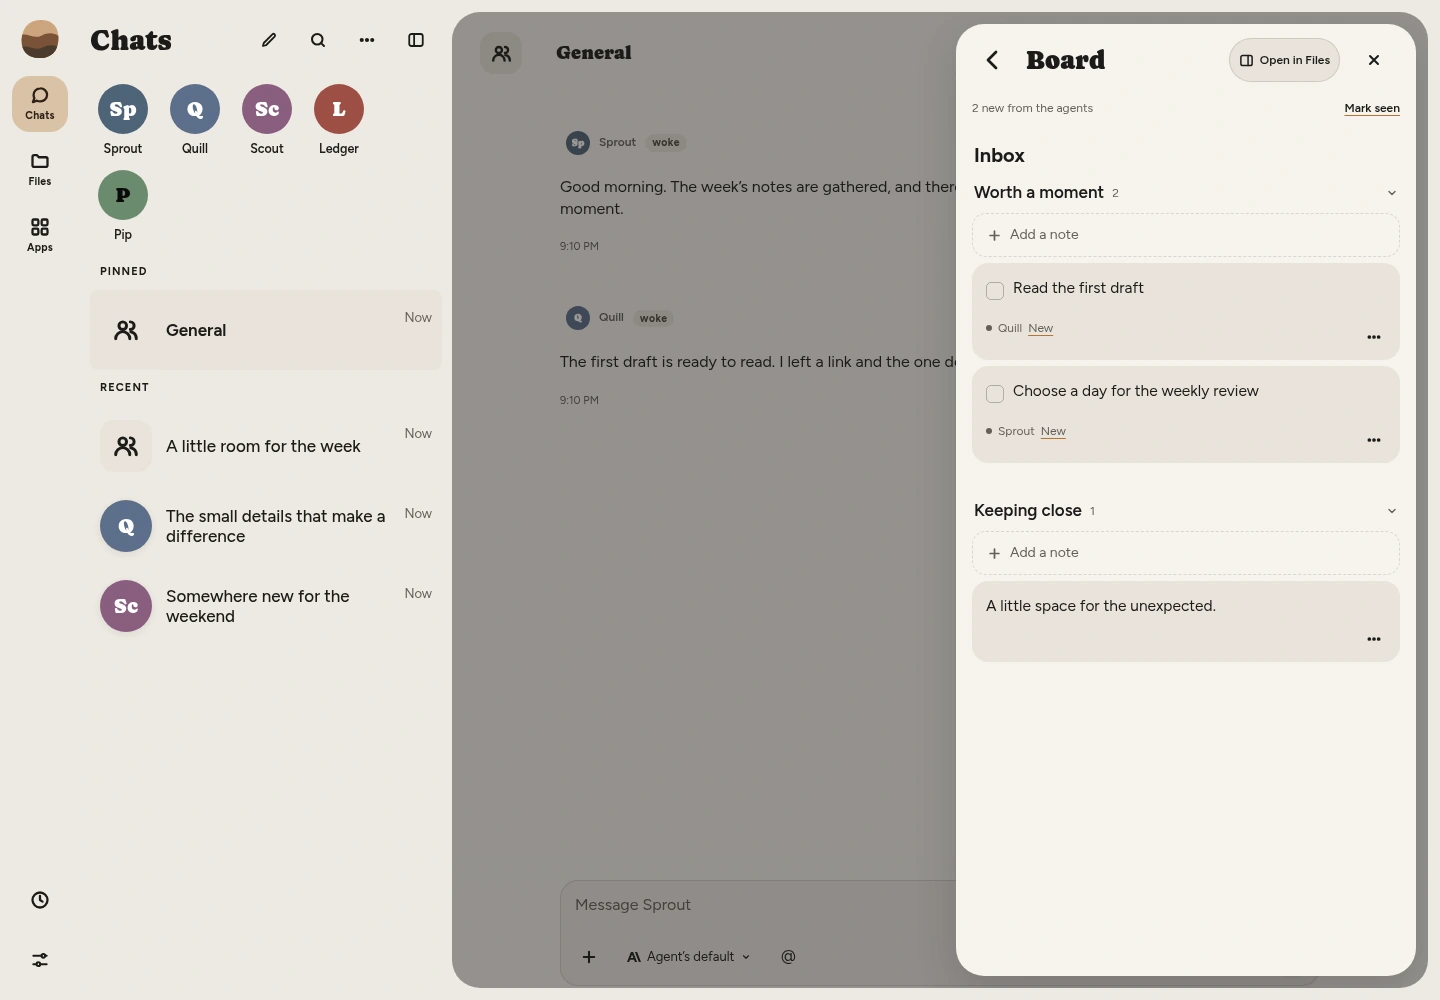 Chats
Chats
Files
Apps
Sp
Sprout
Q
Quill
Sc
Scout
L
Ledger
P
Pip
PINNED
General
Now
RECENT
A little room for the week
Now
Q
The small details that make a
difference
Now
Sc
Somewhere new for the
weekend
Now
General
Sp
Sprout
woke
Good morning. The week's notes are gathered, and
moment.
9:10 PM
Q
Quill
woke
The first draft is ready to read. I left a link and the one
9:10 PM
Message Sprout
Agent's default
@
Board
Open in Files
2 new from the agents
Mark seen
Inbox
Worth a moment 2
+ Add a note
Read the first draft
Quill New
Choose a day for the weekly review
Sprout New
Keeping close 1
+ Add a note
A little space for the unexpected.